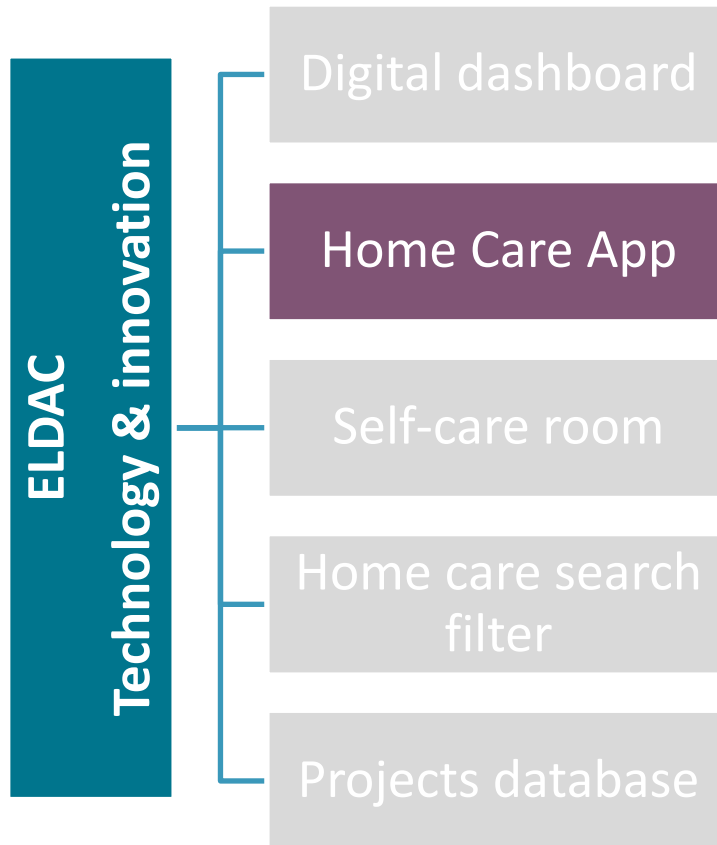 ELDAC
Technology & innovation
Digital dashboard
Home Care App
Self-care room
Home care search
filter
Projects database